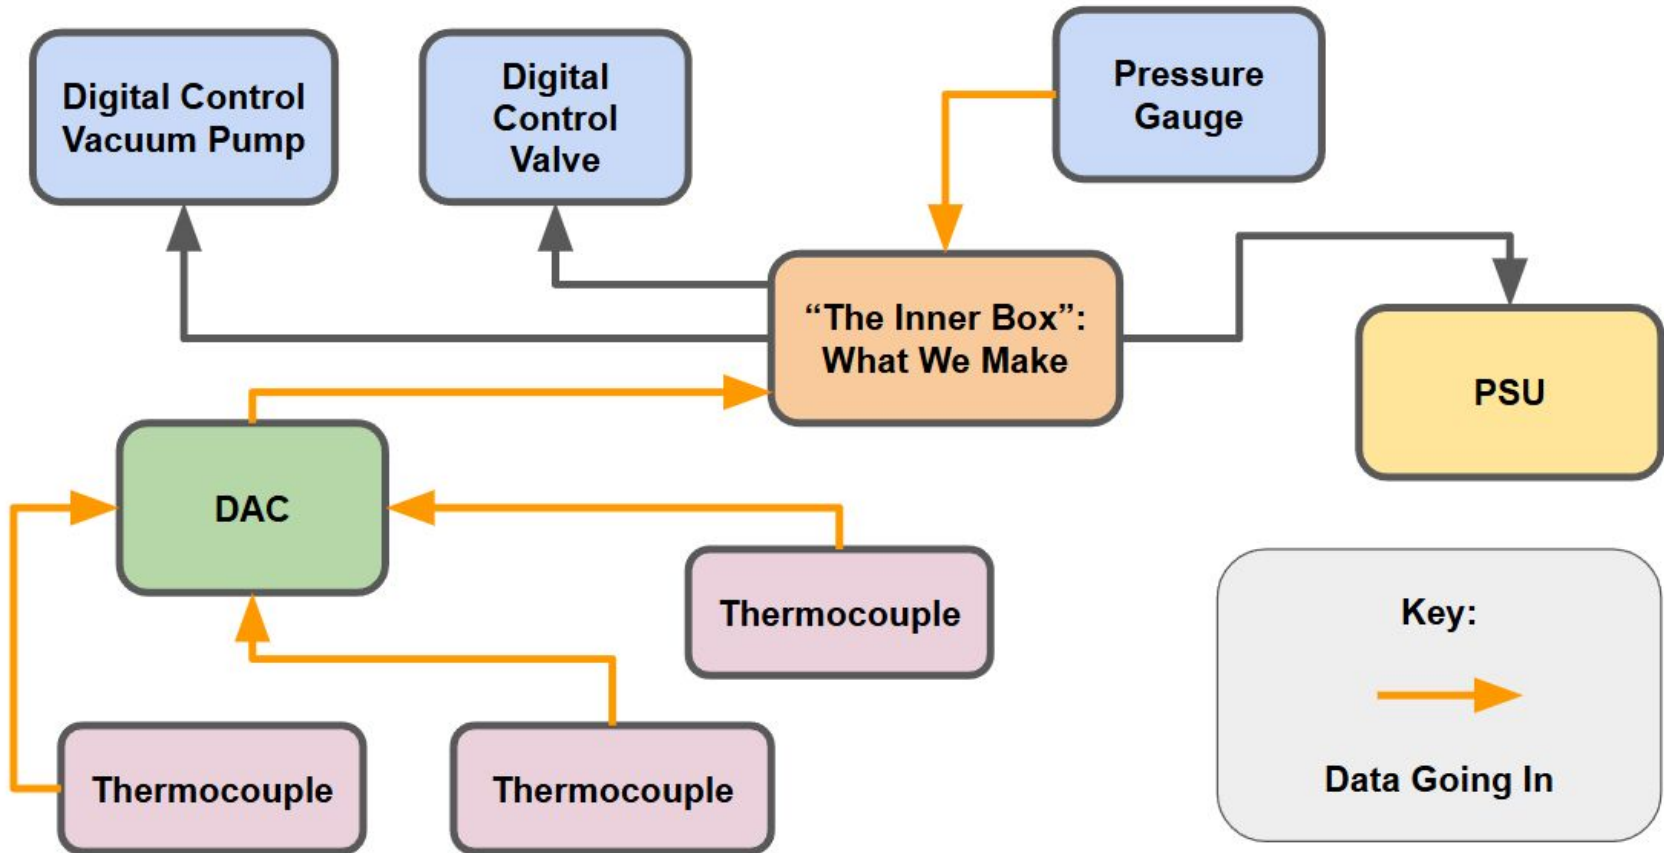 Digital Control
Vacuum Pump
Digital
Control
Valve
Pressure
Gauge
“The Inner Box”:
What We Make
PSU
DAC
Thermocouple
Thermocouple
Thermocouple
Key:
Data Going In